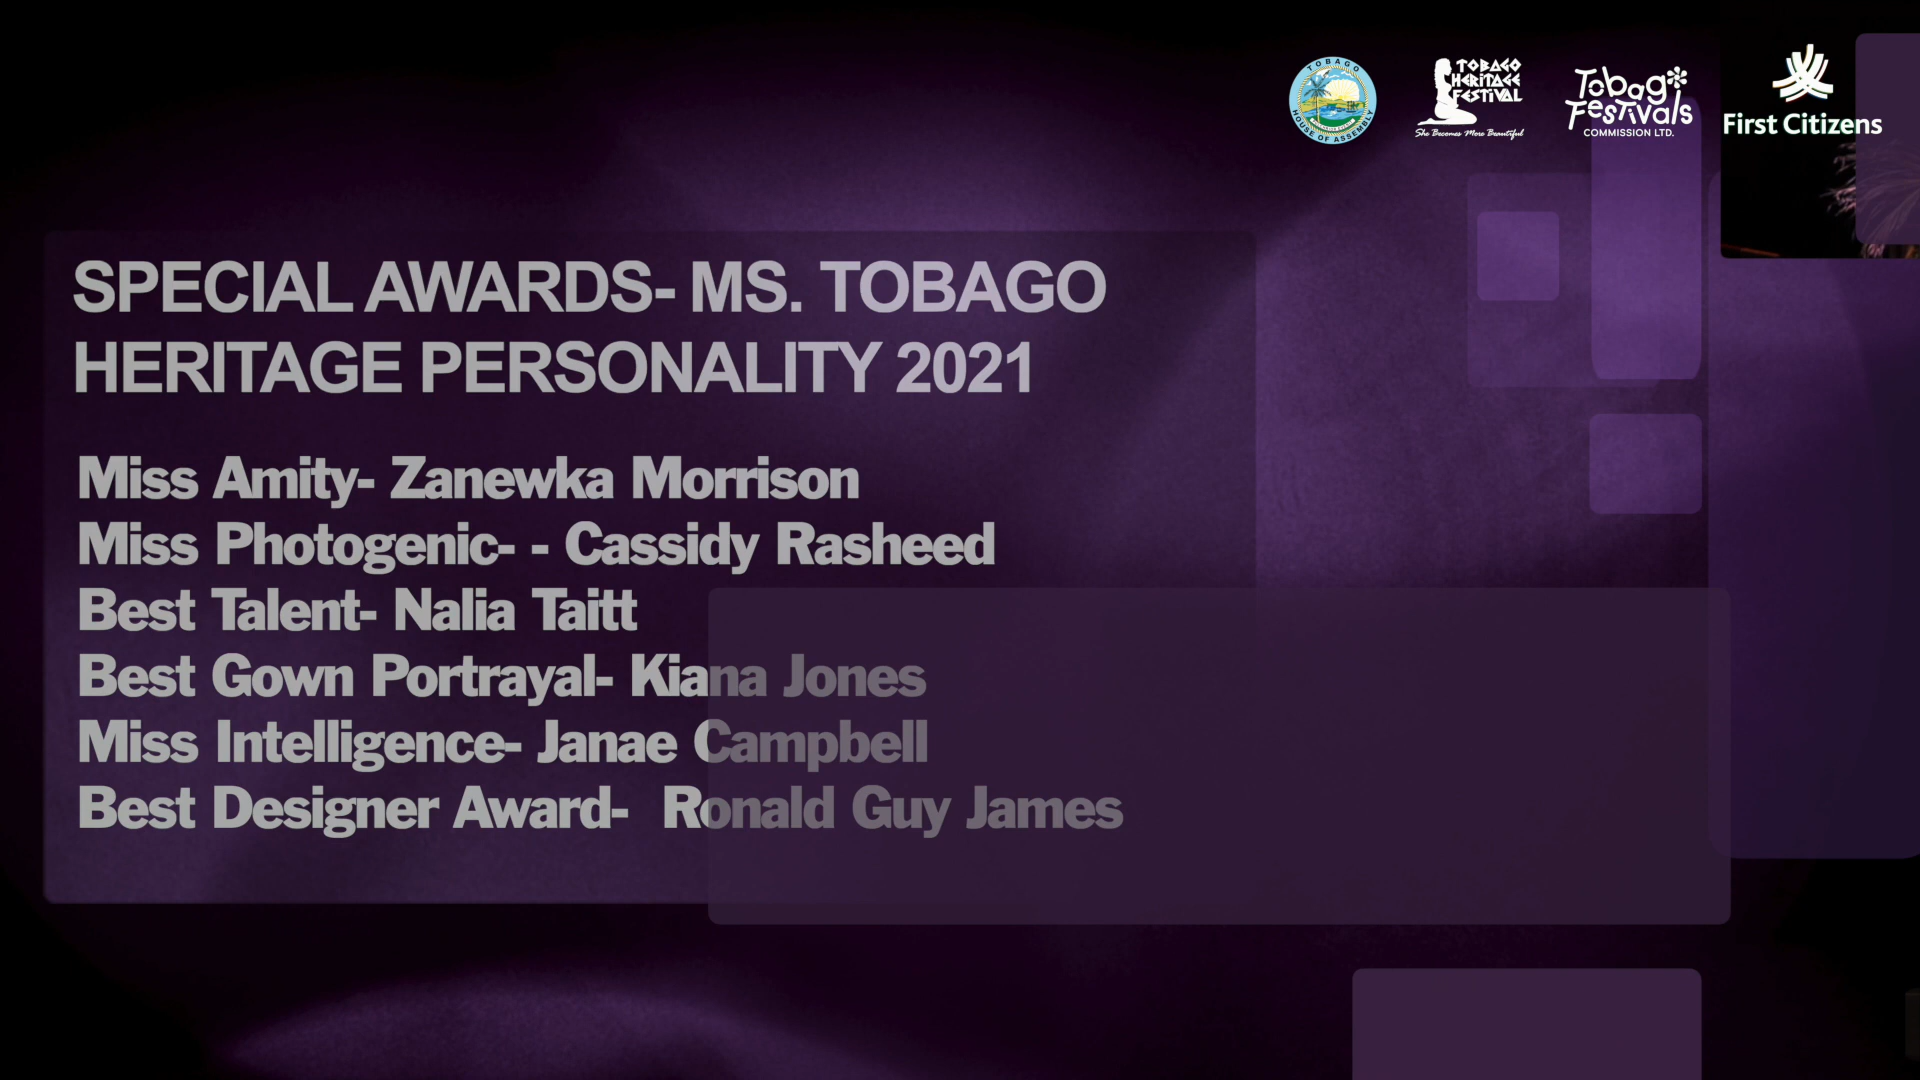 TOBAGO
HOUSE OF ASSEMBLY
TOBAGO
HERITAGE
FESTIVAL
She Becomes More Beautiful
Tobago
Festivals
COMMISSION LTD.
First Citizens
SPECIAL AWARDS- MS. TOBAGO
HERITAGE PERSONALITY 2021
Miss Amity- Zanewka Morrison
Miss Photogenic- - Cassidy Rasheed
Best Talent- Nalia Taitt
Best Gown Portrayal- Kiana Jones
Miss Intelligence- Janae Campbell
Best Designer Award-  Ronald Guy James